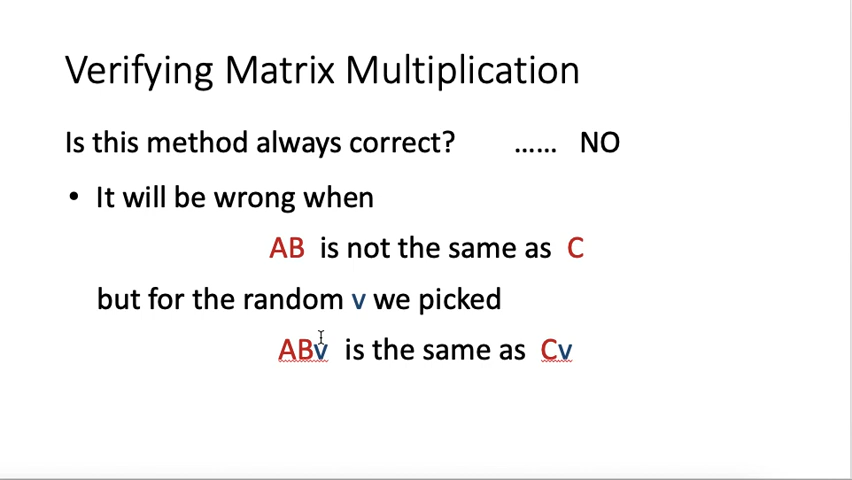 Verifying Matrix Multiplication
Is this method always correct? ...... NO
• It will be wrong when
AB is not the same as C
but for the random v we picked
ABv is the same as Cv